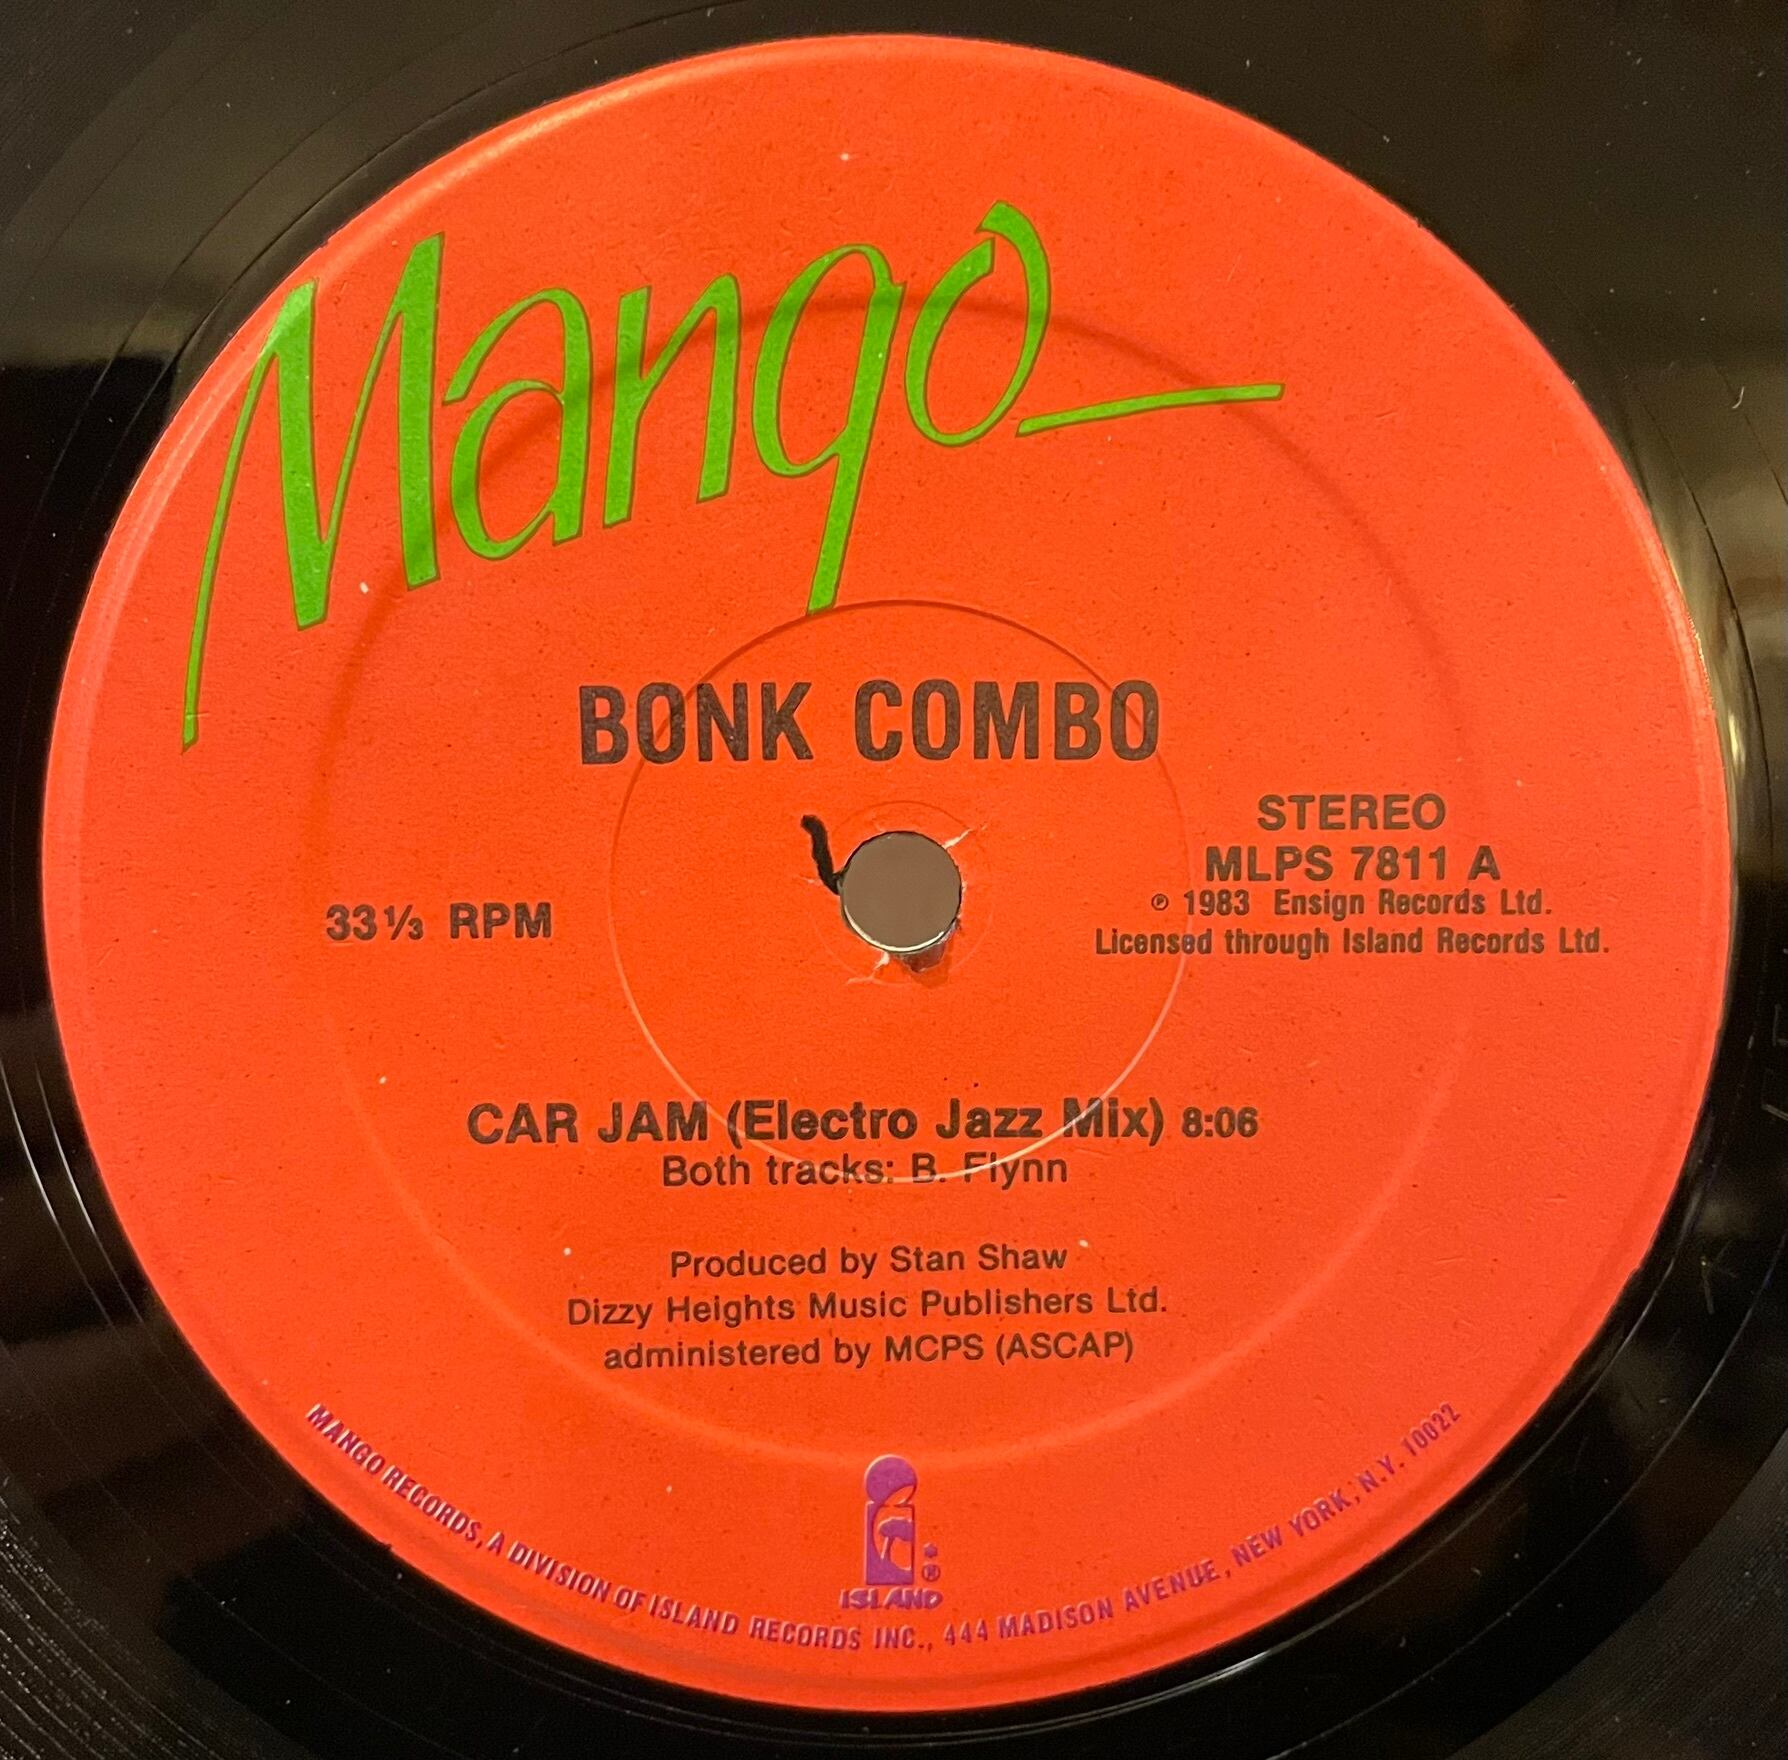 Mango
BONK COMBO
STEREO
MLPS 7811 A
33⅓ RPM
℗ 1983 Ensign Records Ltd.
Licensed through Island Records Ltd.
CAR JAM (Electro Jazz Mix) 8:06
Both tracks: B. Flynn
Produced by Stan Shaw
Dizzy Heights Music Publishers Ltd.
administered by MCPS (ASCAP)
ISLAND ®
MANGO RECORDS, A DIVISION OF ISLAND RECORDS INC., 444 MADISON AVENUE, NEW YORK, N.Y. 10022